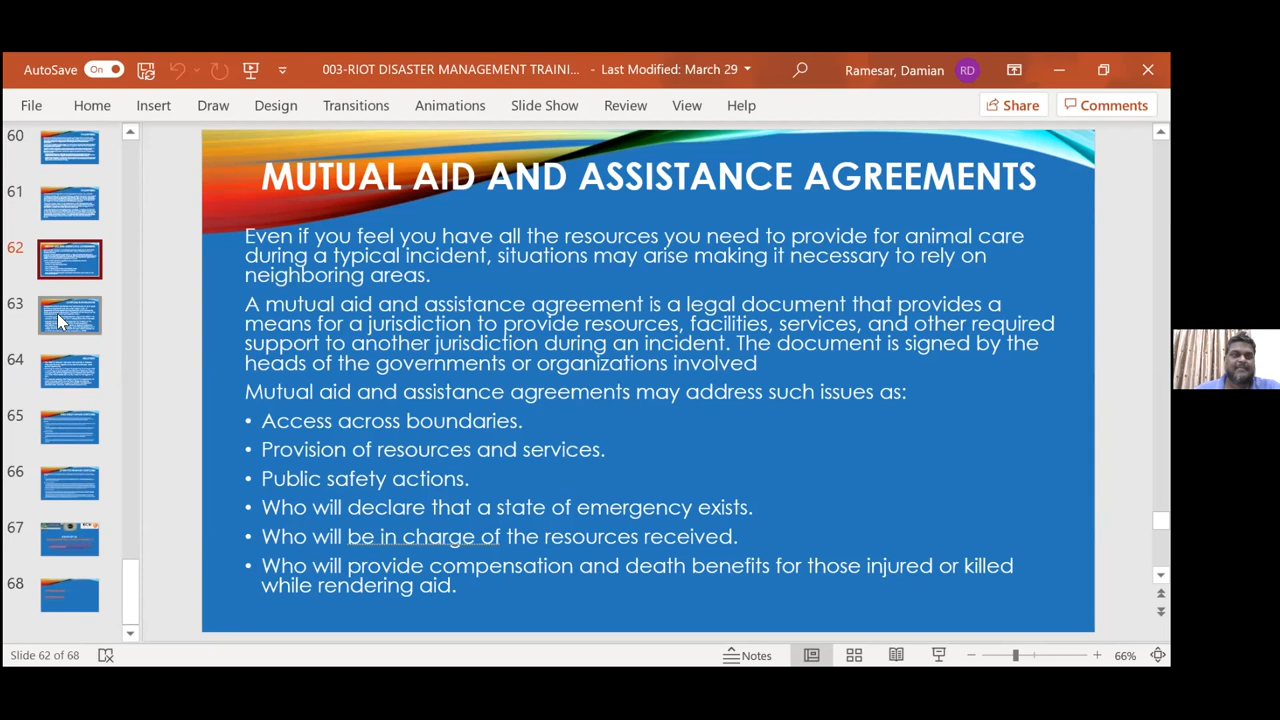 AutoSave On 003-RIOT DISASTER MANAGEMENT TRAINI... - Last Modified: March 29 Ramesar, Damian RD
File Home Insert Draw Design Transitions Animations Slide Show Review View Help Share Comments
60
61
62
63
64
65
66
67
68
MUTUAL AID AND ASSISTANCE AGREEMENTS
Even if you feel you have all the resources you need to provide for animal care
during a typical incident, situations may arise making it necessary to rely on
neighboring areas.
A mutual aid and assistance agreement is a legal document that provides a
means for a jurisdiction to provide resources, facilities, services, and other required
support to another jurisdiction during an incident. The document is signed by the
heads of the governments or organizations involved
Mutual aid and assistance agreements may address such issues as:
• Access across boundaries.
• Provision of resources and services.
• Public safety actions.
• Who will declare that a state of emergency exists.
• Who will be in charge of the resources received.
• Who will provide compensation and death benefits for those injured or killed
while rendering aid.
Slide 62 of 68 Notes 66%